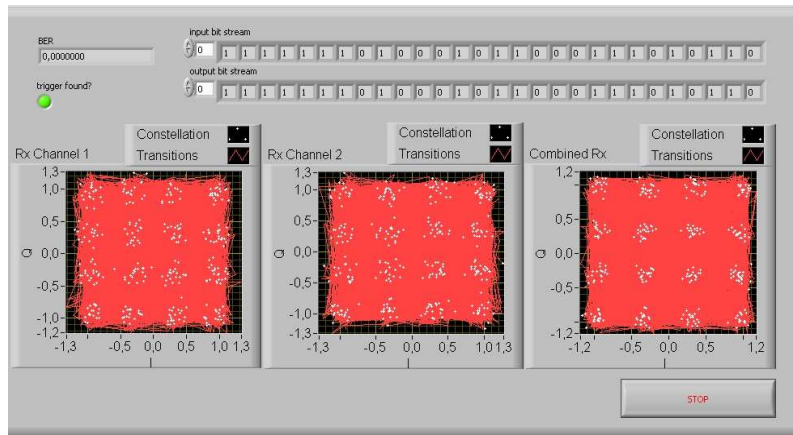 BER
0,0000000
trigger found?
input bit stream
0 1 1 1 1 1 1 1 0 1 0 0 0 1 0 1 0 0 0 1 1 1 1 0 1 1 0
output bit stream
0 1 1 1 1 1 1 1 0 1 0 0 0 1 0 1 0 0 0 1 1 1 1 0 1 1 0
Rx Channel 1
Constellation
Transitions
Q
1,3
1,0
0,5
0,0
-0,5
-1,0
-1,2
-1,3 -0,5 0,0 0,5 1,0 1,3
Rx Channel 2
Constellation
Transitions
Q
1,3
1,0
0,5
0,0
-0,5
-1,0
-1,3
-1,3 -0,5 0,0 0,5 1,0 1,3
Combined Rx
Constellation
Transitions
Q
1,2
0,5
0,0
-0,5
-1,2
-1,2 -0,5 0,0 0,5 1,2
STOP